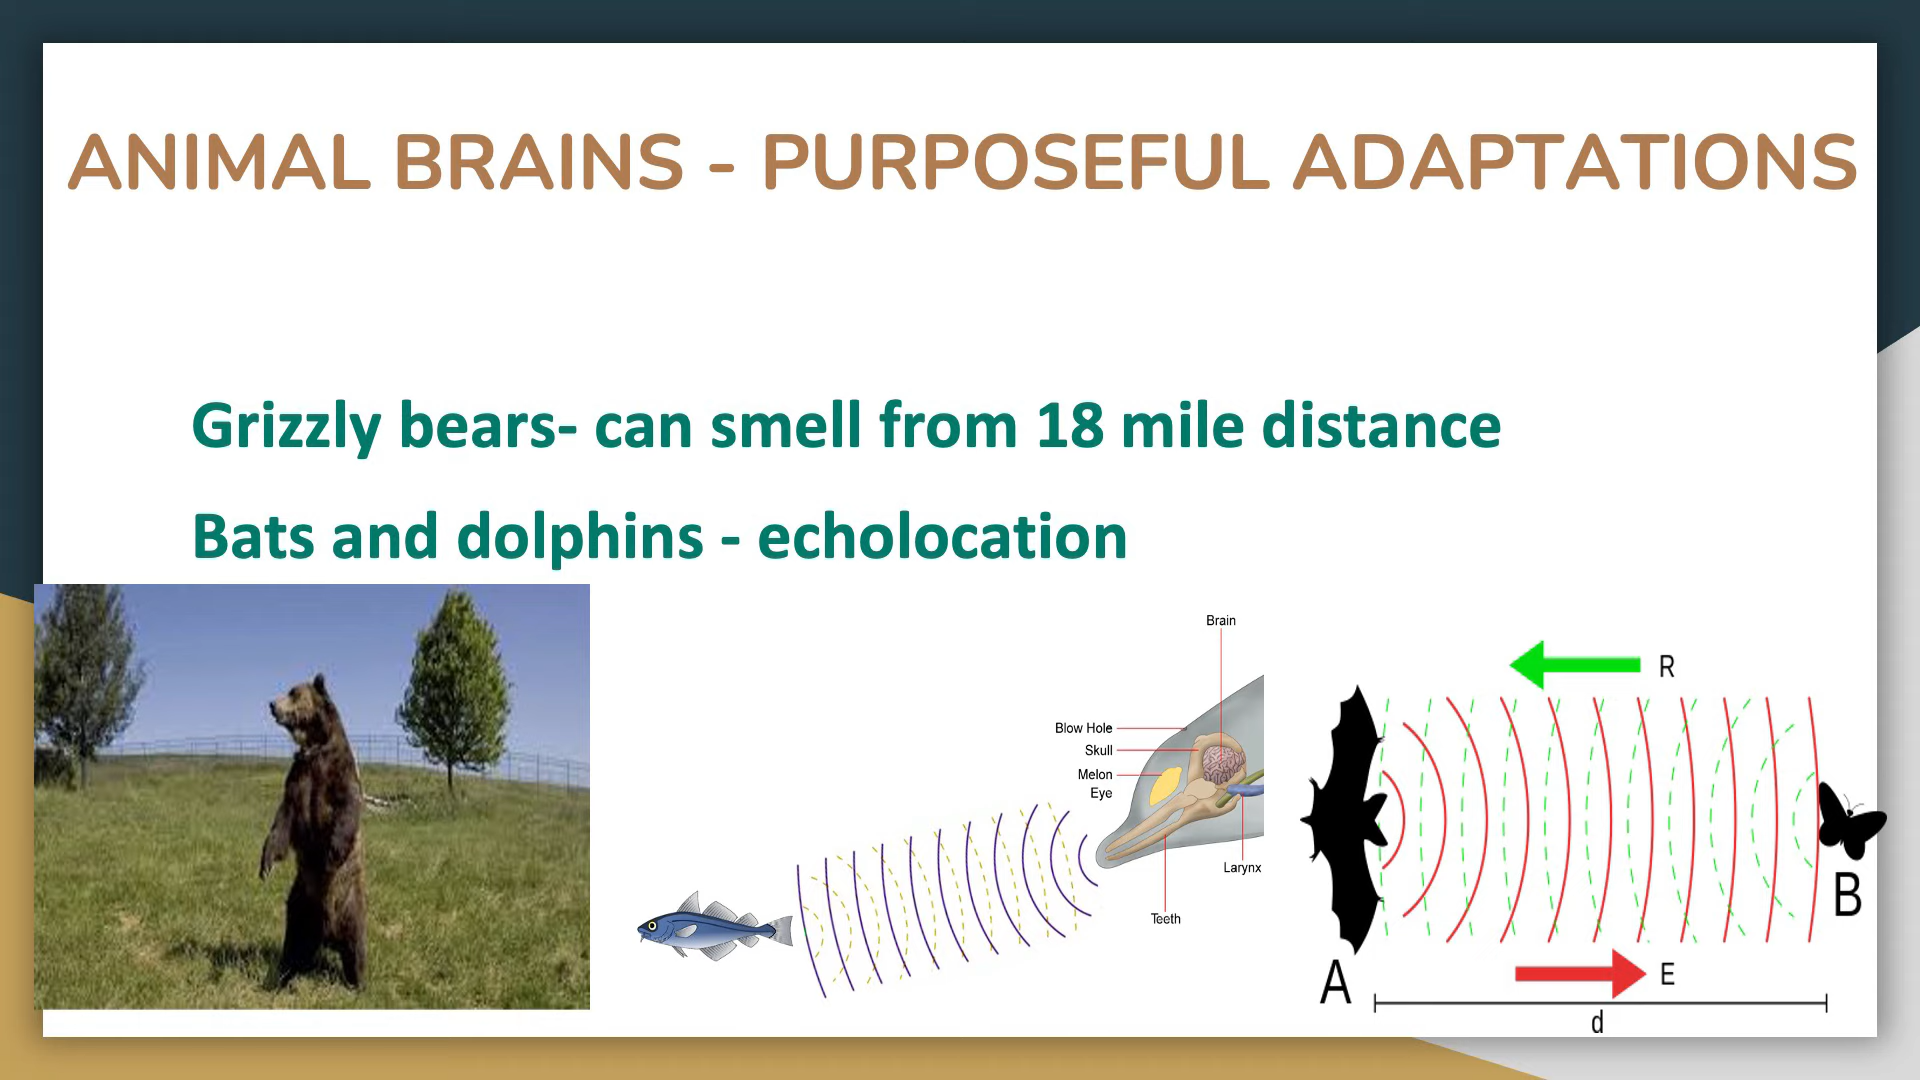 ANIMAL BRAINS - PURPOSEFUL ADAPTATIONS
Grizzly bears- can smell from 18 mile distance
Bats and dolphins - echolocation
Brain
Blow Hole
Skull
Melon
Eye
Larynx
Teeth
R
B
A
E
d